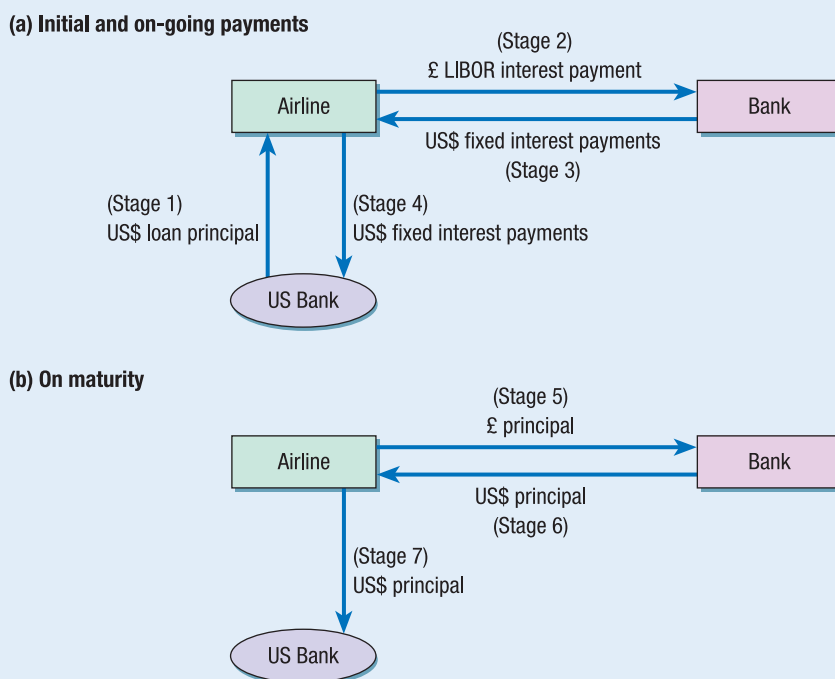 (a) Initial and on-going payments
(Stage 2)
£ LIBOR interest payment
Airline
Bank
US$ fixed interest payments
(Stage 3)
(Stage 1)
US$ loan principal
(Stage 4)
US$ fixed interest payments
US Bank
(b) On maturity
(Stage 5)
£ principal
Airline
Bank
US$ principal
(Stage 6)
(Stage 7)
US$ principal
US Bank